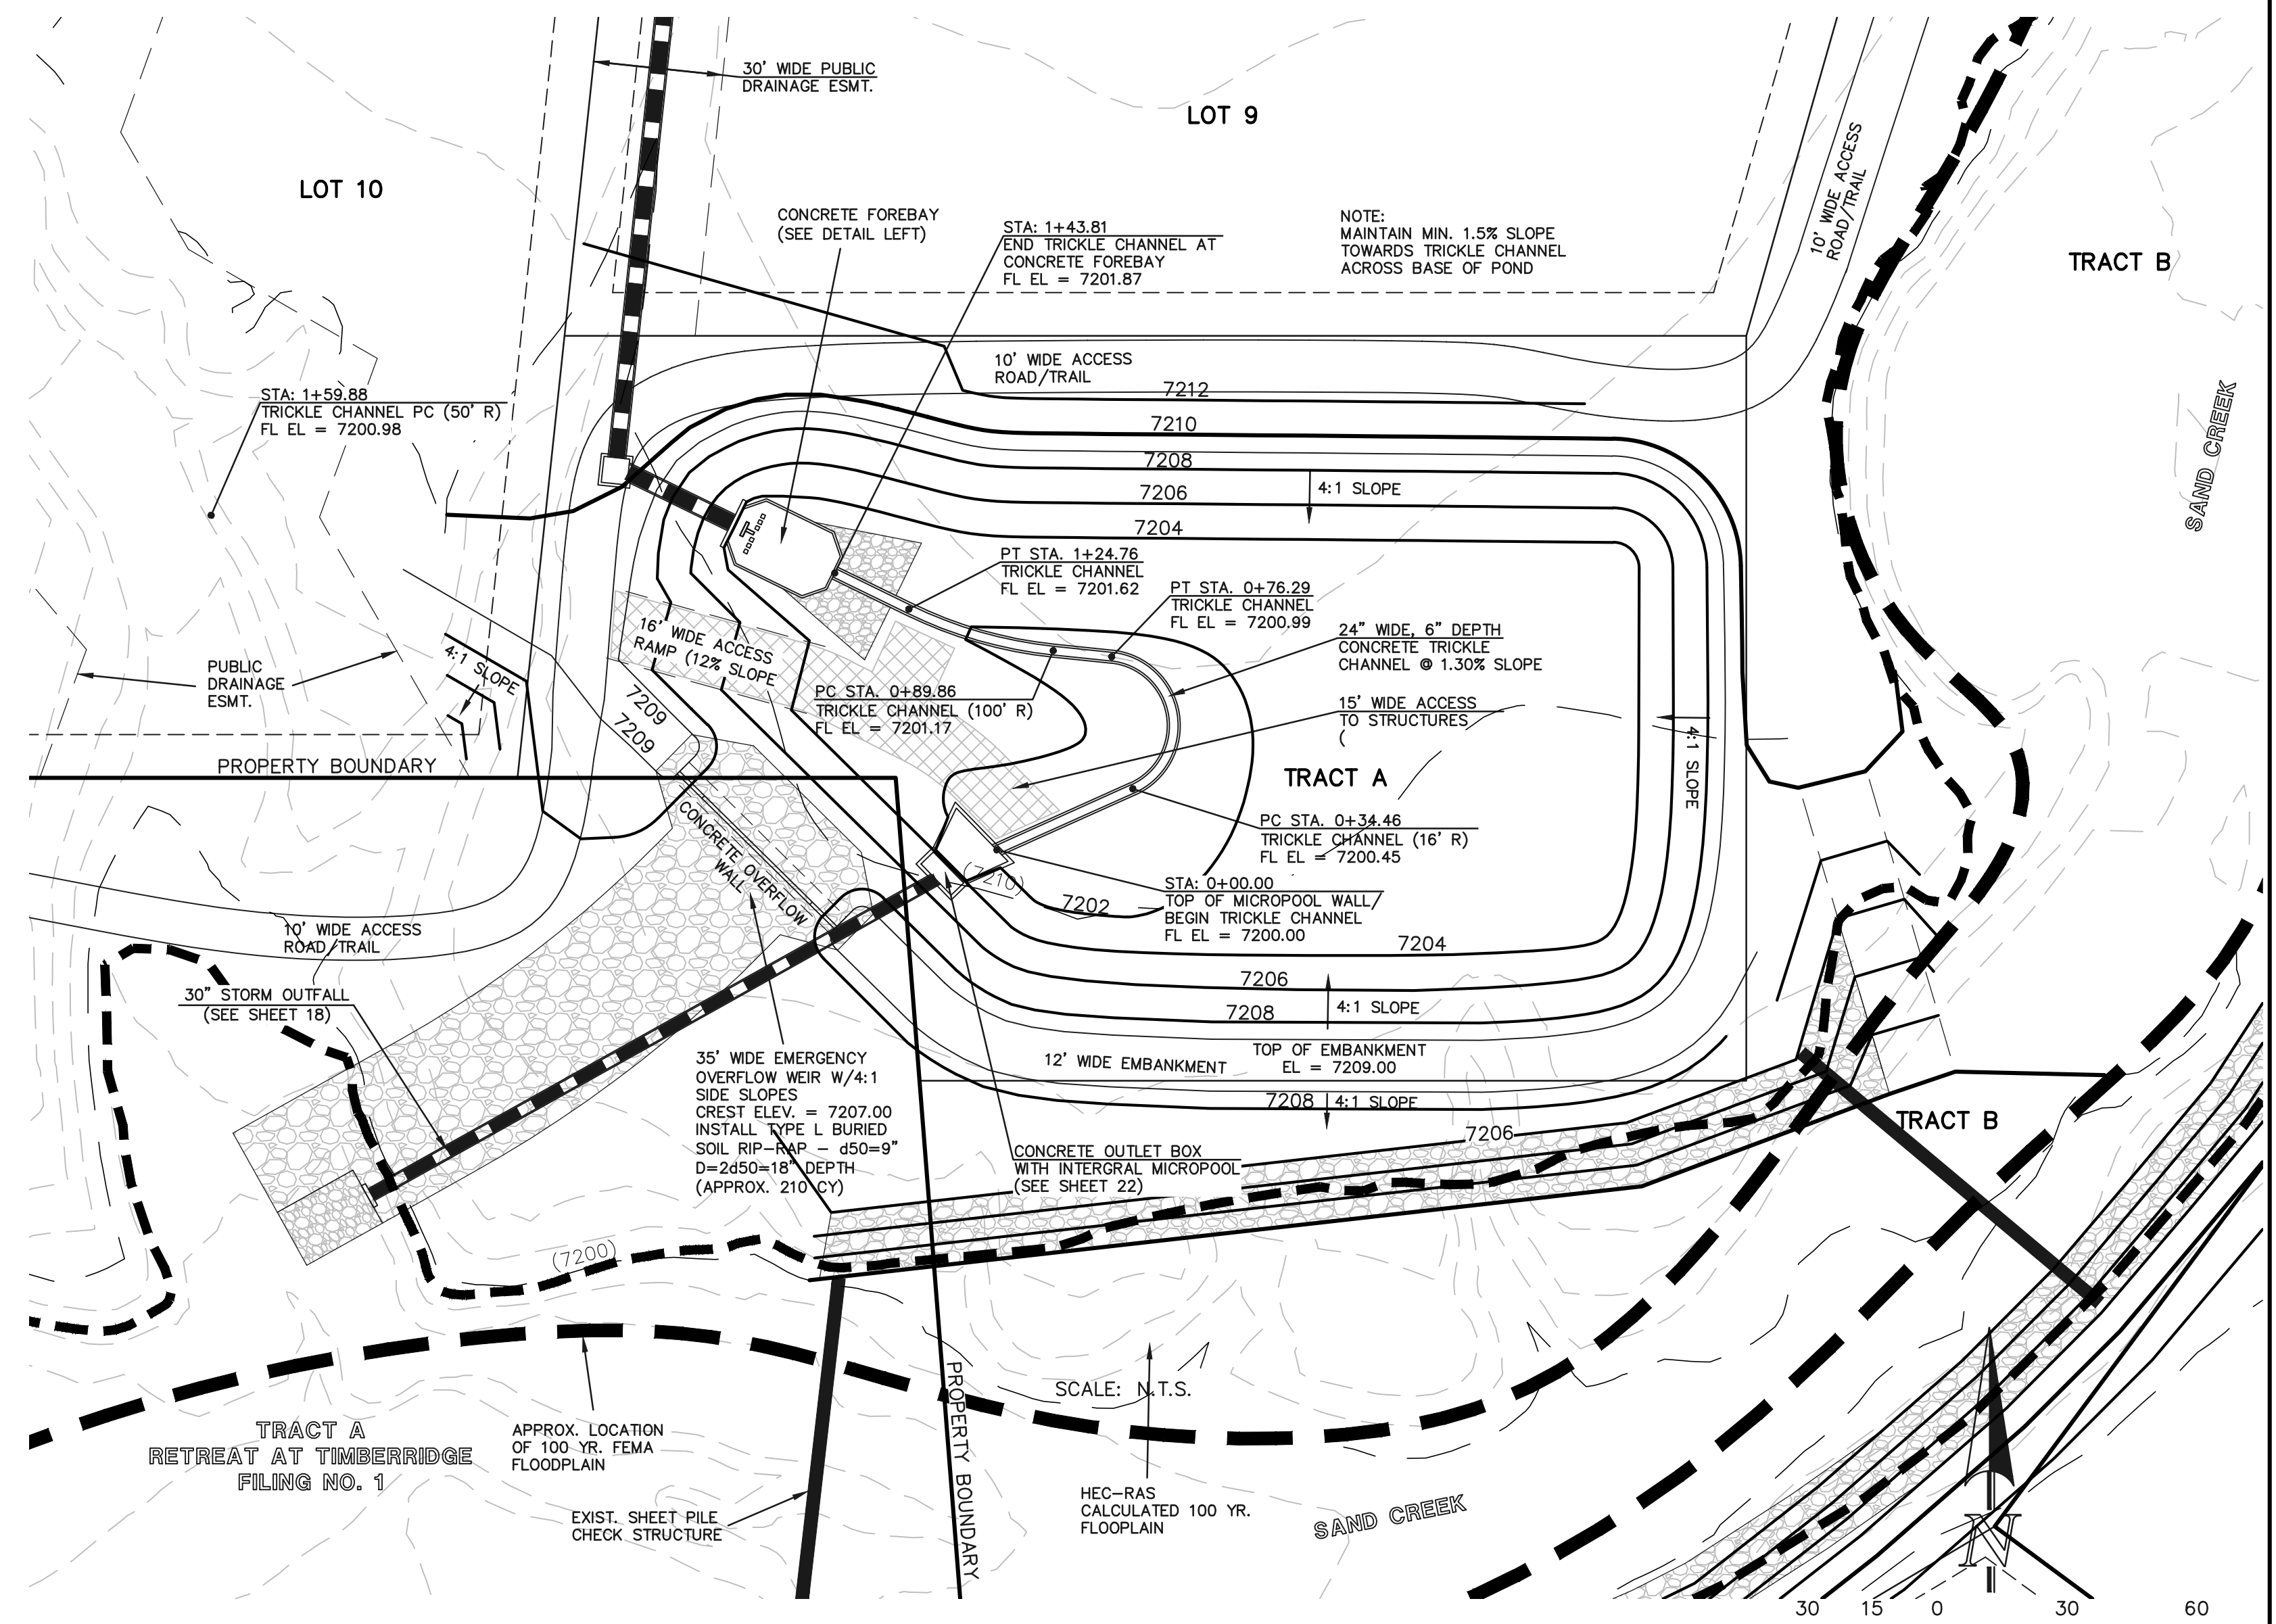 30' WIDE PUBLIC
DRAINAGE ESMT.
LOT 9
LOT 10
CONCRETE FOREBAY
(SEE DETAIL LEFT)
STA: 1+43.81
END TRICKLE CHANNEL AT
CONCRETE FOREBAY
FL EL = 7201.87
NOTE:
MAINTAIN MIN. 1.5% SLOPE
TOWARDS TRICKLE CHANNEL
ACROSS BASE OF POND
10' WIDE ACCESS
ROAD/TRAIL
TRACT B
SAND CREEK
10' WIDE ACCESS
ROAD/TRAIL
7212
7210
7208
7206
7204
4:1 SLOPE
STA: 1+59.88
TRICKLE CHANNEL PC (50' R)
FL EL = 7200.98
PT STA. 1+24.76
TRICKLE CHANNEL
FL EL = 7201.62
PT STA. 0+76.29
TRICKLE CHANNEL
FL EL = 7200.99
24" WIDE, 6" DEPTH
CONCRETE TRICKLE
CHANNEL @ 1.30% SLOPE
16' WIDE ACCESS
RAMP (12% SLOPE
PUBLIC
DRAINAGE
ESMT.
4:1 SLOPE
7209
7209
PC STA. 0+89.86
TRICKLE CHANNEL (100' R)
FL EL = 7201.17
15' WIDE ACCESS
TO STRUCTURES
(
4:1 SLOPE
PROPERTY BOUNDARY
TRACT A
CONCRETE OVERFLOW
WALL
PC STA. 0+34.46
TRICKLE CHANNEL (16' R)
FL EL = 7200.45
(7210)
7202
STA: 0+00.00
TOP OF MICROPOOL WALL/
BEGIN TRICKLE CHANNEL
FL EL = 7200.00
10' WIDE ACCESS
ROAD/TRAIL
7204
7206
7208
4:1 SLOPE
30" STORM OUTFALL
(SEE SHEET 18)
35' WIDE EMERGENCY
OVERFLOW WEIR W/4:1
SIDE SLOPES
CREST ELEV. = 7207.00
INSTALL TYPE L BURIED
SOIL RIP-RAP - d50=9"
D=2d50=18" DEPTH
(APPROX. 210 CY)
12' WIDE EMBANKMENT
TOP OF EMBANKMENT
EL = 7209.00
7208
4:1 SLOPE
7206
TRACT B
CONCRETE OUTLET BOX
WITH INTERGRAL MICROPOOL
(SEE SHEET 22)
(7200)
SCALE: N.T.S.
PROPERTY BOUNDARY
TRACT A
RETREAT AT TIMBERRIDGE
FILING NO. 1
APPROX. LOCATION
OF 100 YR. FEMA
FLOODPLAIN
EXIST. SHEET PILE
CHECK STRUCTURE
HEC-RAS
CALCULATED 100 YR.
FLOOPLAIN
SAND CREEK
N
30 15 0 30 60